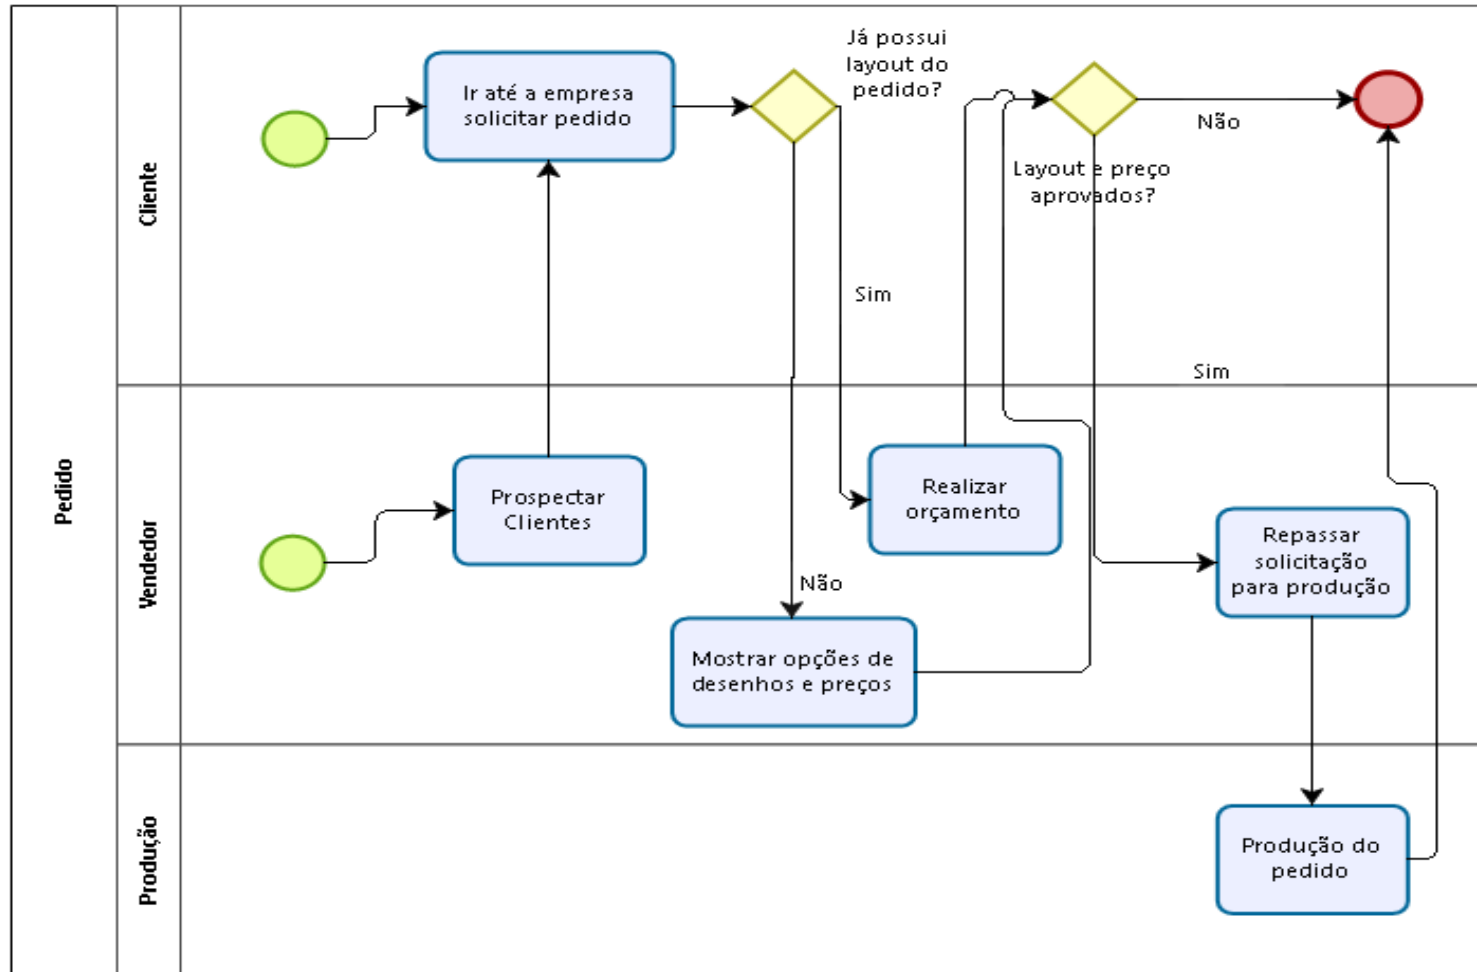 Pedido
Cliente
Vendedor
Produção
Ir até a empresa
solicitar pedido
Já possui
layout do
pedido?
Layout e preço
aprovados?
Não
Sim
Sim
Prospectar
Clientes
Realizar
orçamento
Não
Mostrar opções de
desenhos e preços
Repassar
solicitação
para produção
Produção do
pedido